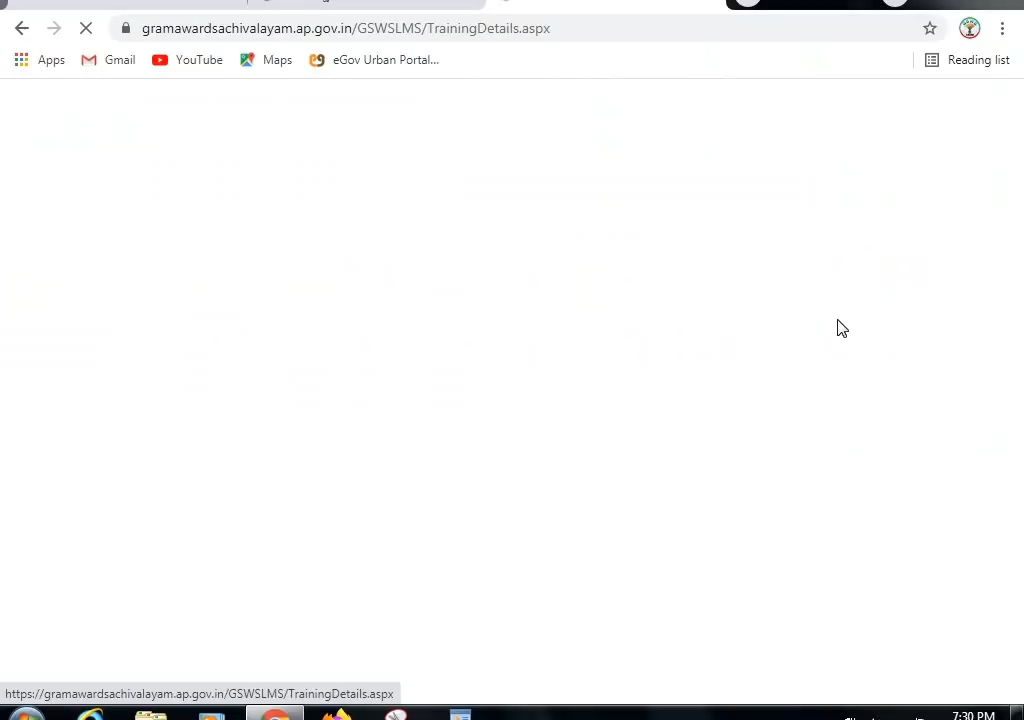 gramawardsachivalayam.ap.gov.in/GSWSLMS/TrainingDetails.aspx
Apps Gmail YouTube Maps eGov Urban Portal... Reading list
https://gramawardsachivalayam.ap.gov.in/GSWSLMS/TrainingDetails.aspx
7:30 PM